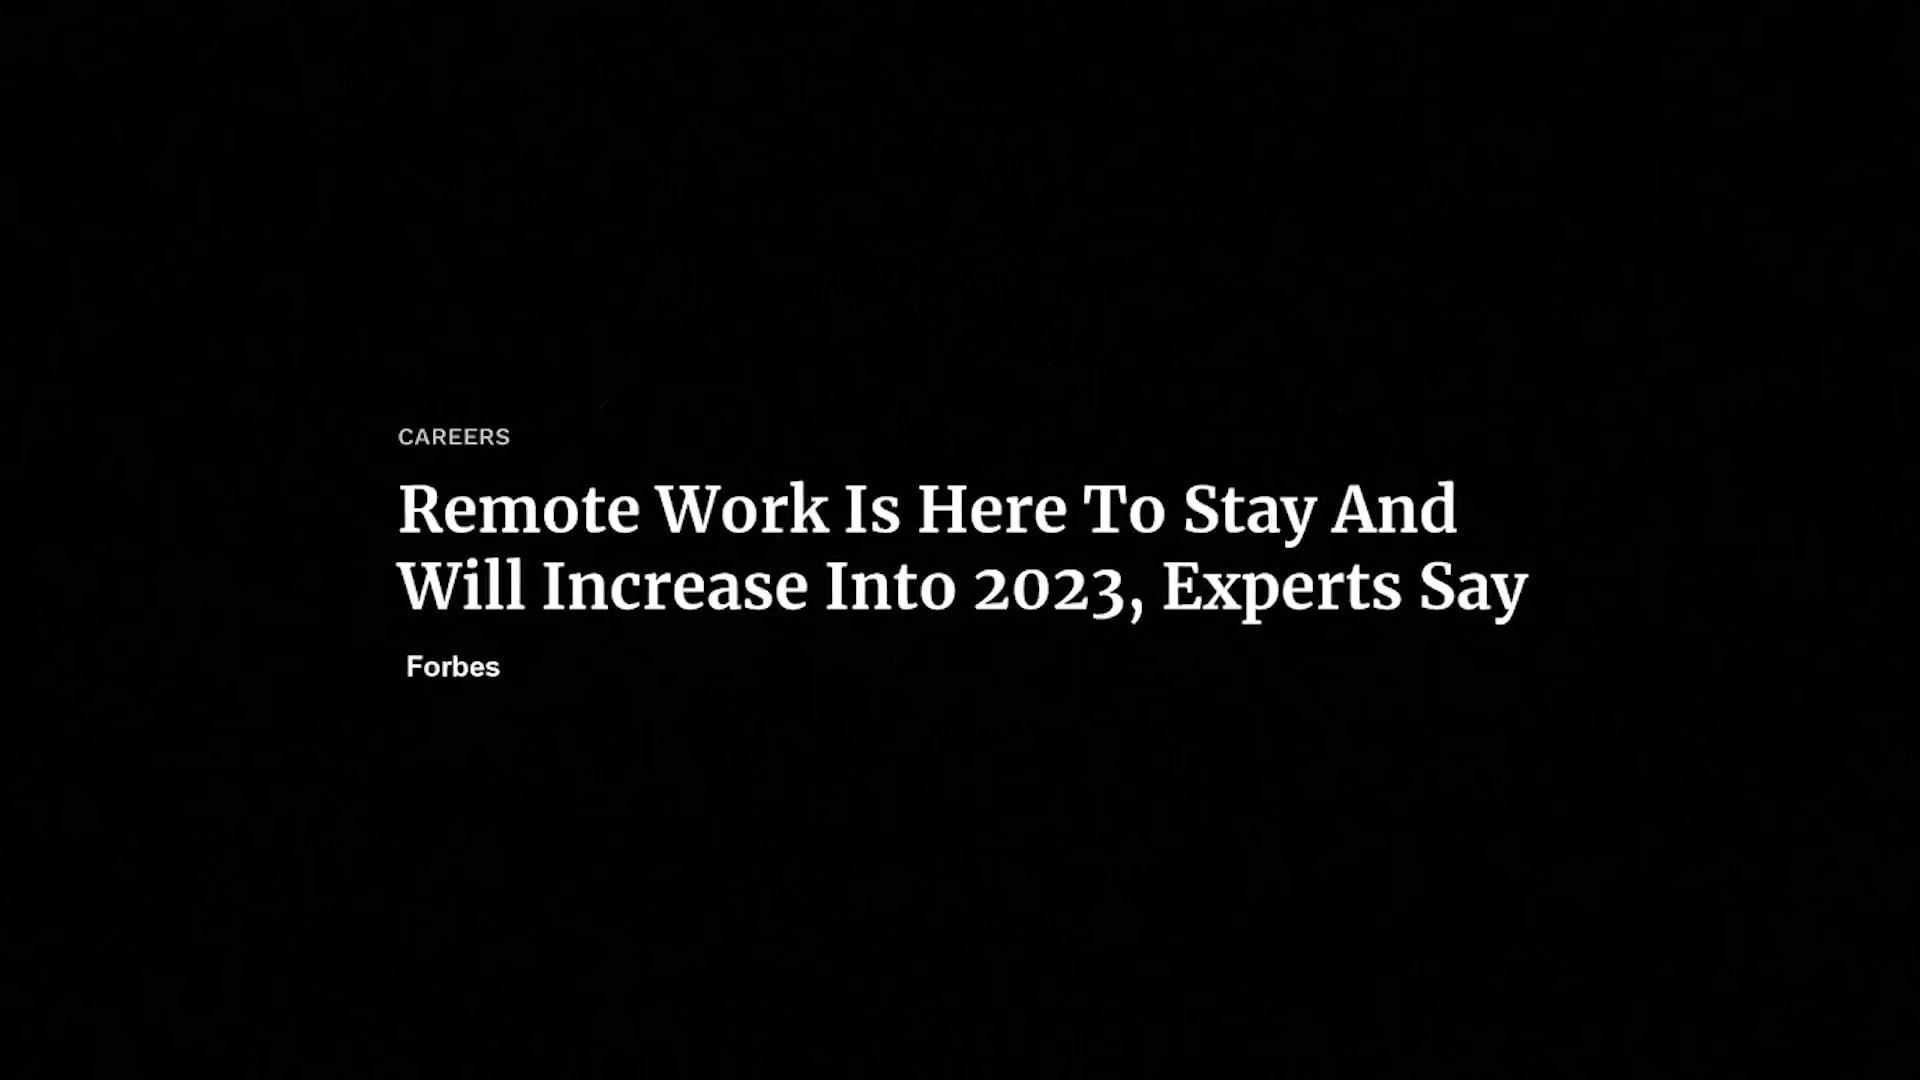 CAREERS
Remote Work Is Here To Stay And
Will Increase Into 2023, Experts Say
Forbes